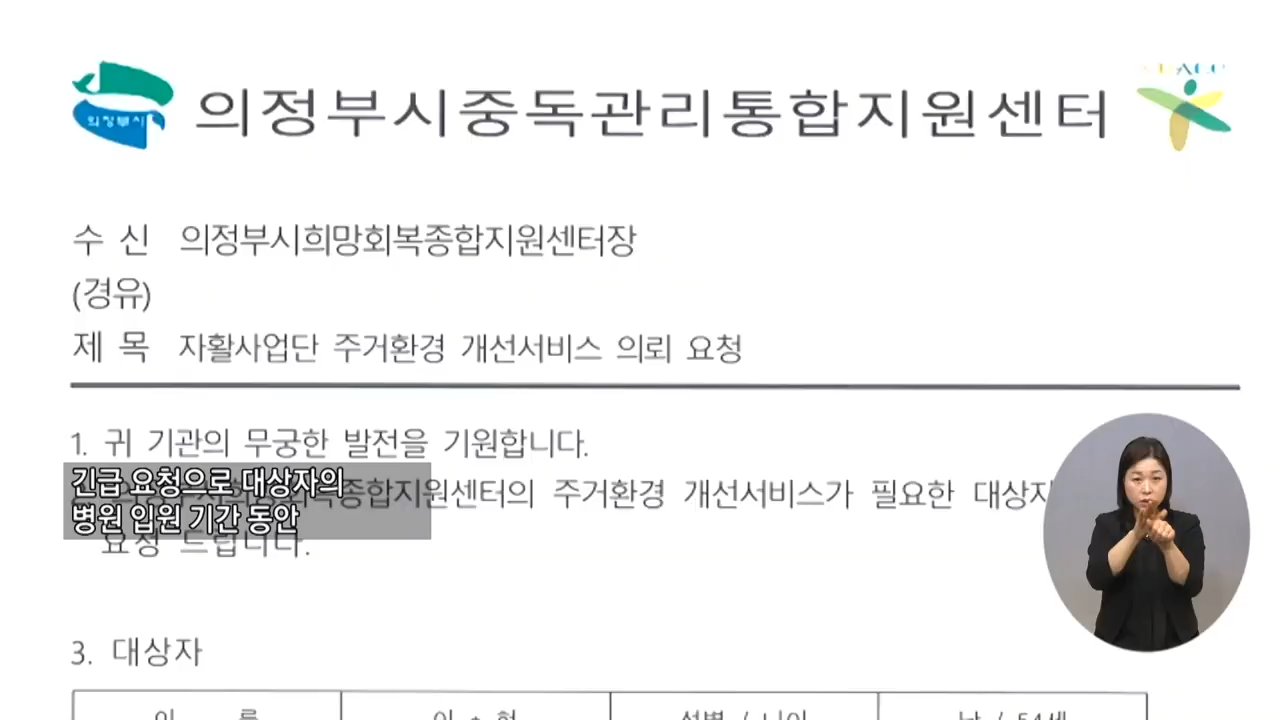 의정부시
의정부시중독관리통합지원센터
수 신 의정부시희망회복종합지원센터장
(경유)
제 목 자활사업단 주거환경 개선서비스 의뢰 요청
1. 귀 기관의 무궁한 발전을 기원합니다.
종합지원센터의 주거환경 개선서비스가 필요한
긴급 요청으로 대상자의
병원 입원 기간 동안
요청 드립니다.
3. 대상자